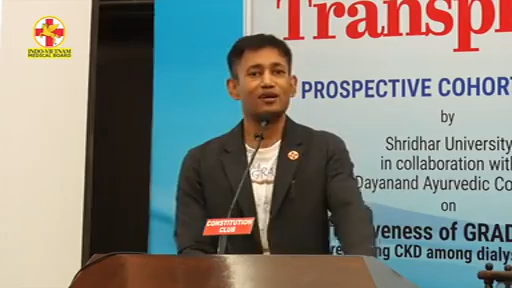 INDO-VIETNAM
MEDICAL BOARD
Transpl
PROSPECTIVE COHORT
by
Shridhar University
in collaboration with
Dayanand Ayurvedic Co
on
veness of GRAD
CKD among dialys
CONSTITUTION
CLUB
GRA